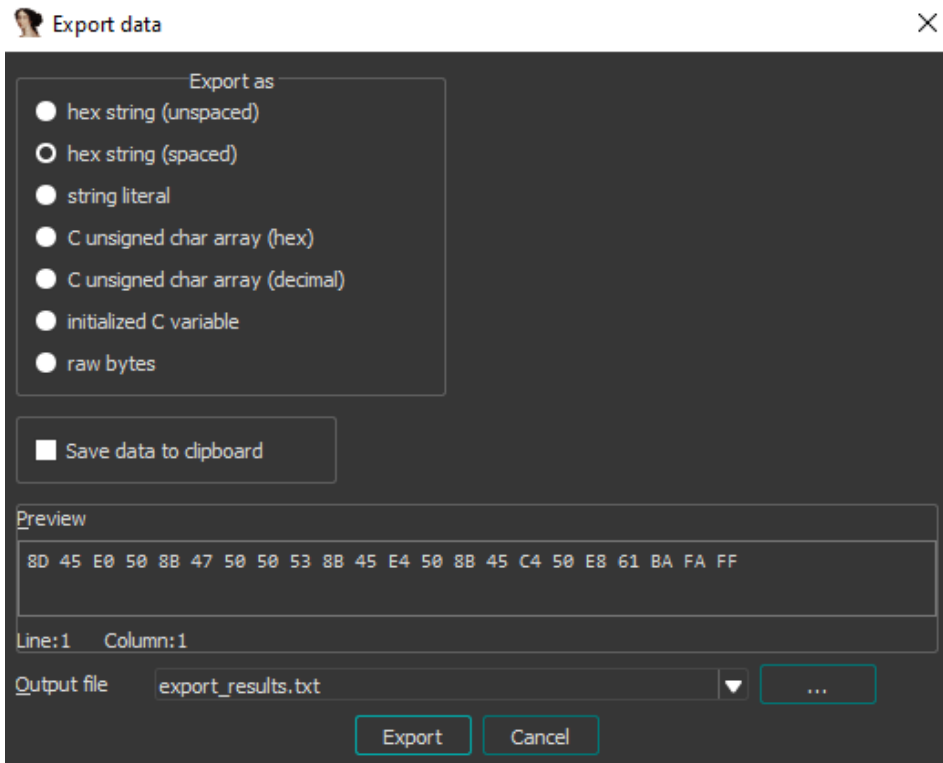 Export data
Export as
hex string (unspaced)
hex string (spaced)
string literal
C unsigned char array (hex)
C unsigned char array (decimal)
initialized C variable
raw bytes
Save data to clipboard
Preview
8D 45 E0 50 8B 47 50 50 53 8B 45 E4 50 8B 45 C4 50 E8 61 BA FA FF
Line:1 Column:1
Output file export_results.txt ...
Export Cancel